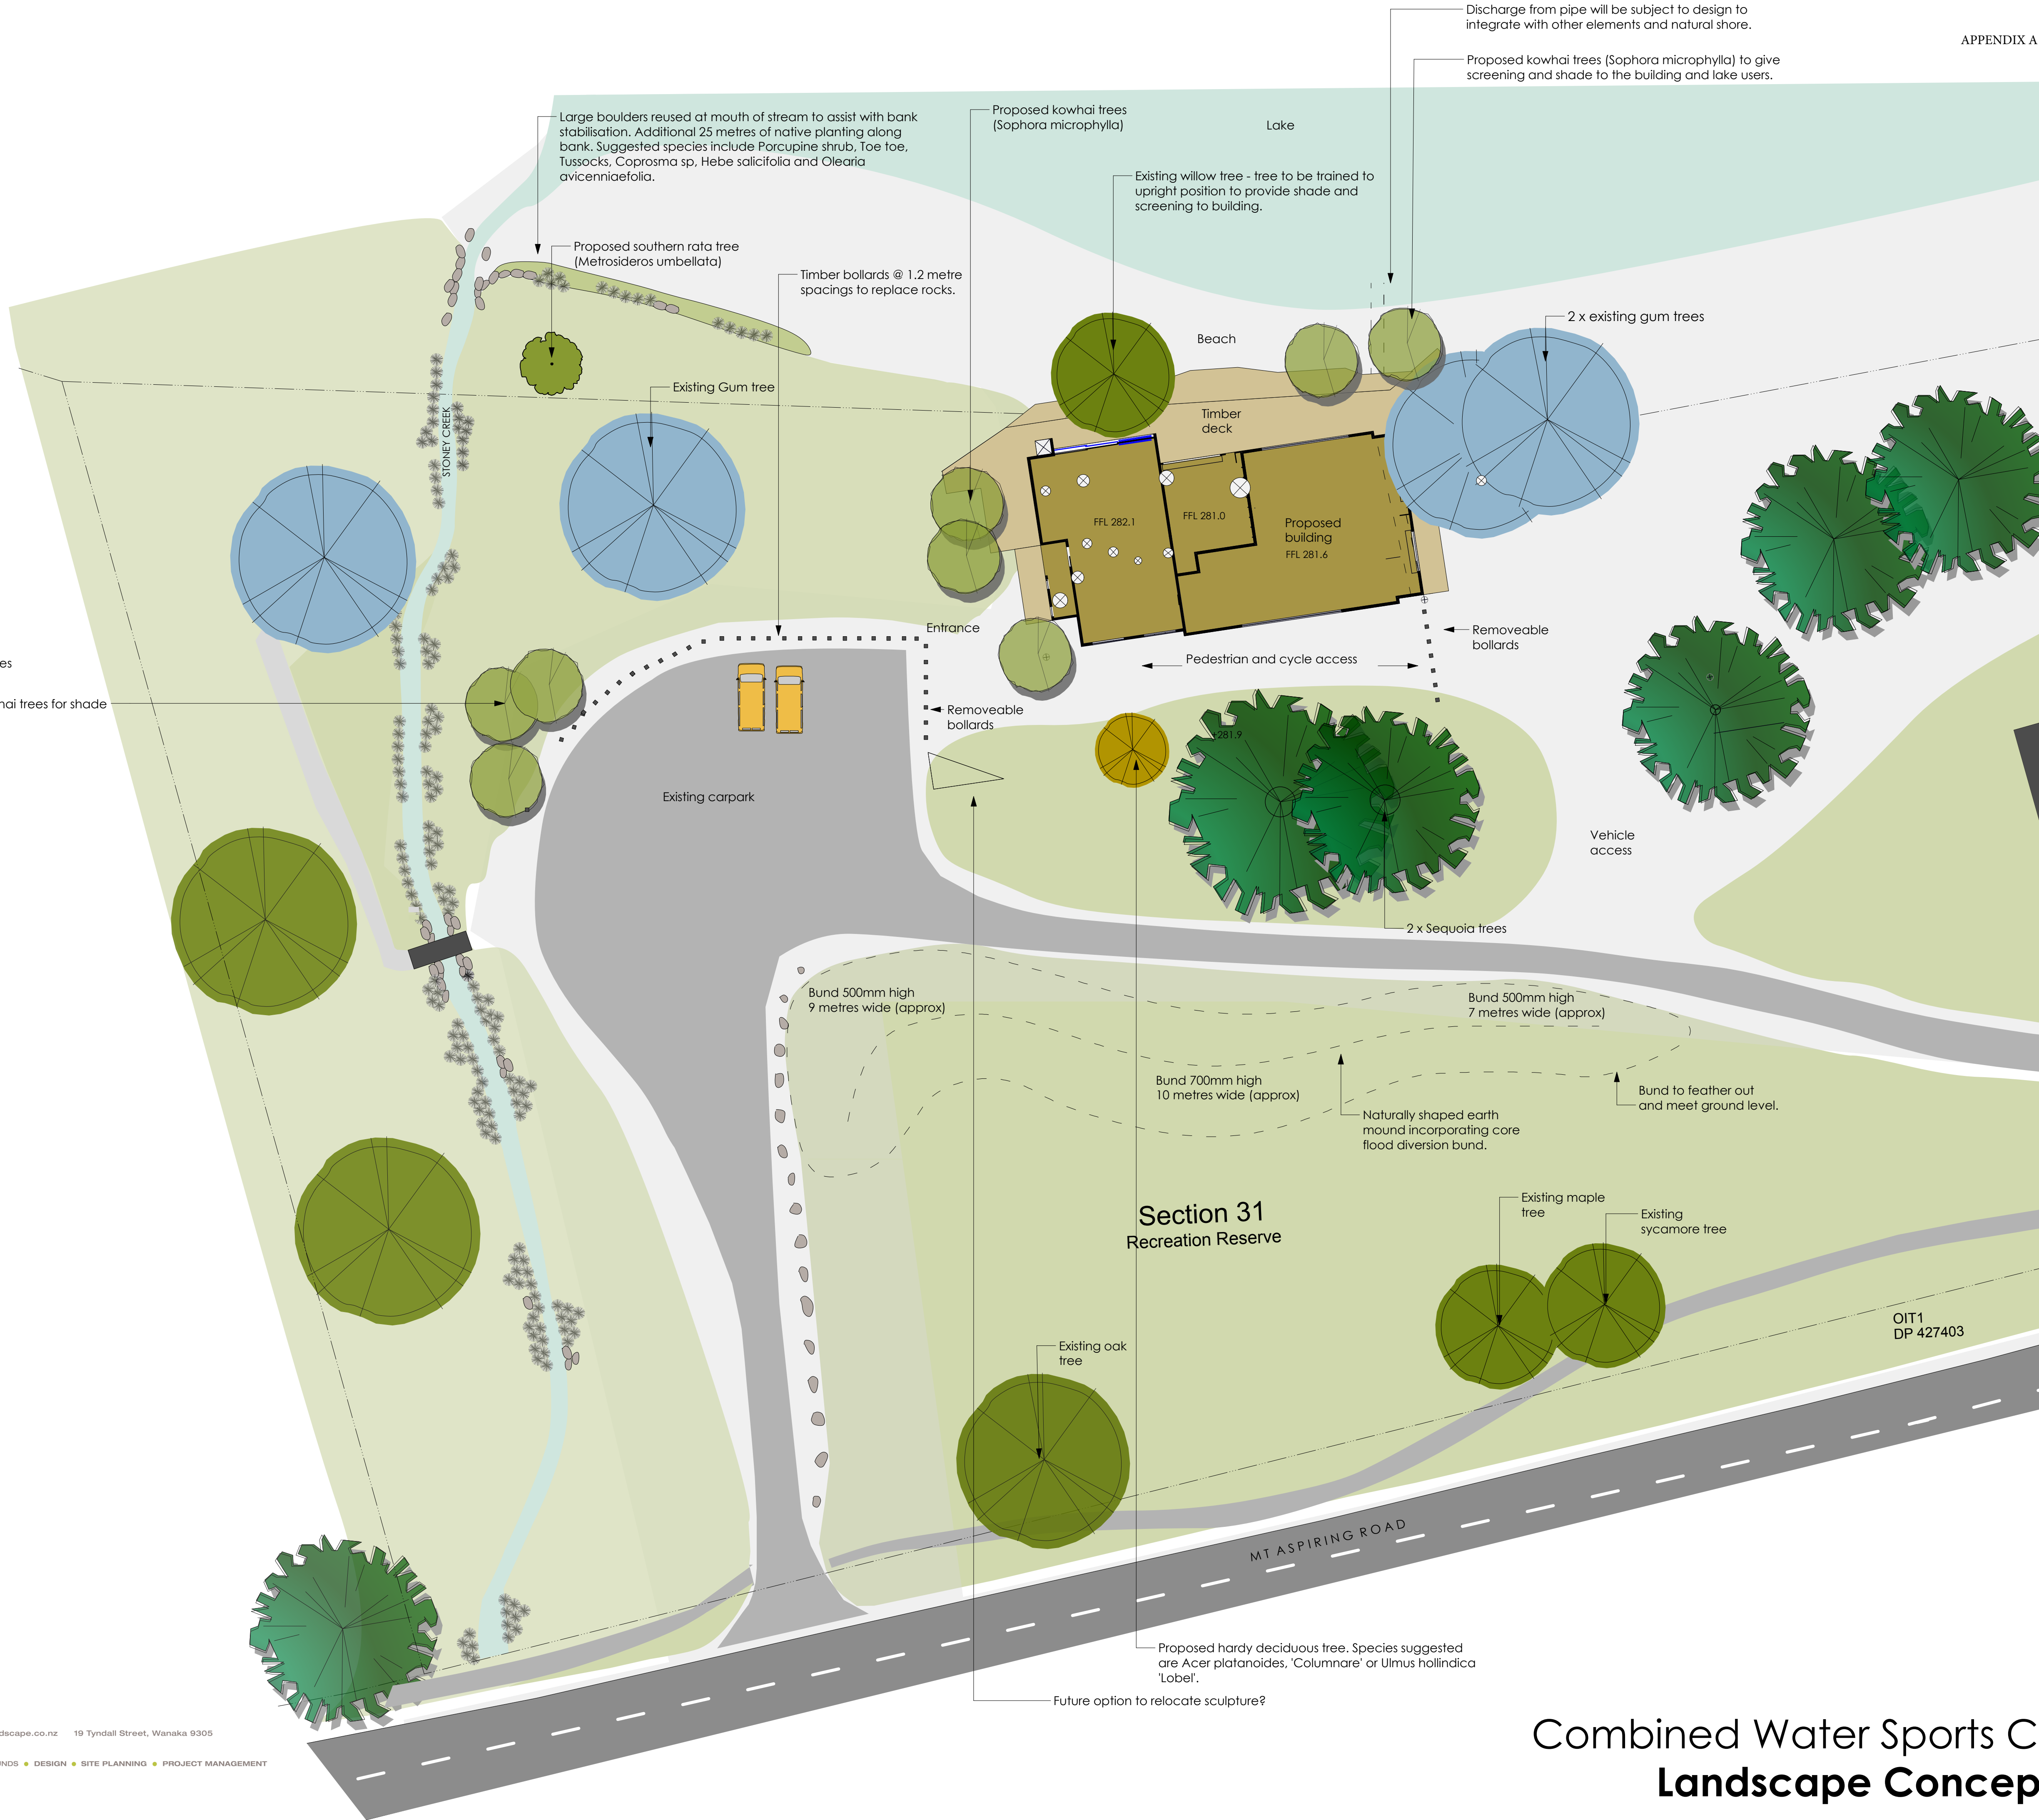 Discharge from pipe will be subject to design to
integrate with other elements and natural shore.
APPENDIX A
Proposed kowhai trees (Sophora microphylla) to give
screening and shade to the building and lake users.
Large boulders reused at mouth of stream to assist with bank
stabilisation. Additional 25 metres of native planting along
bank. Suggested species include Porcupine shrub, Toe toe,
Tussocks, Coprosma sp, Hebe salicifolia and Olearia
avicenniaefolia.
Proposed kowhai trees
(Sophora microphylla)
Lake
Existing willow tree - tree to be trained to
upright position to provide shade and
screening to building.
Proposed southern rata tree
(Metrosideros umbellata)
Timber bollards @ 1.2 metre
spacings to replace rocks.
2 x existing gum trees
Beach
Existing Gum tree
STONEY CREEK
Timber
deck
FFL 282.1
FFL 281.0
Proposed
building
FFL 281.6
Entrance
Removeable
bollards
Pedestrian and cycle access
es
hai trees for shade
Removeable
bollards
+281.9
Existing carpark
Vehicle
access
2 x Sequoia trees
Bund 500mm high
9 metres wide (approx)
Bund 500mm high
7 metres wide (approx)
Bund 700mm high
10 metres wide (approx)
Bund to feather out
and meet ground level.
Naturally shaped earth
mound incorporating core
flood diversion bund.
Section 31
Recreation Reserve
Existing maple
tree
Existing
sycamore tree
OIT1
DP 427403
Existing oak
tree
MT ASPIRING ROAD
Proposed hardy deciduous tree. Species suggested
are Acer platanoides, 'Columnare' or Ulmus hollindica
'Lobel'.
Future option to relocate sculpture?
dscape.co.nz 19 Tyndall Street, Wanaka 9305
UNDS • DESIGN • SITE PLANNING • PROJECT MANAGEMENT
Combined Water Sports C
Landscape Concep